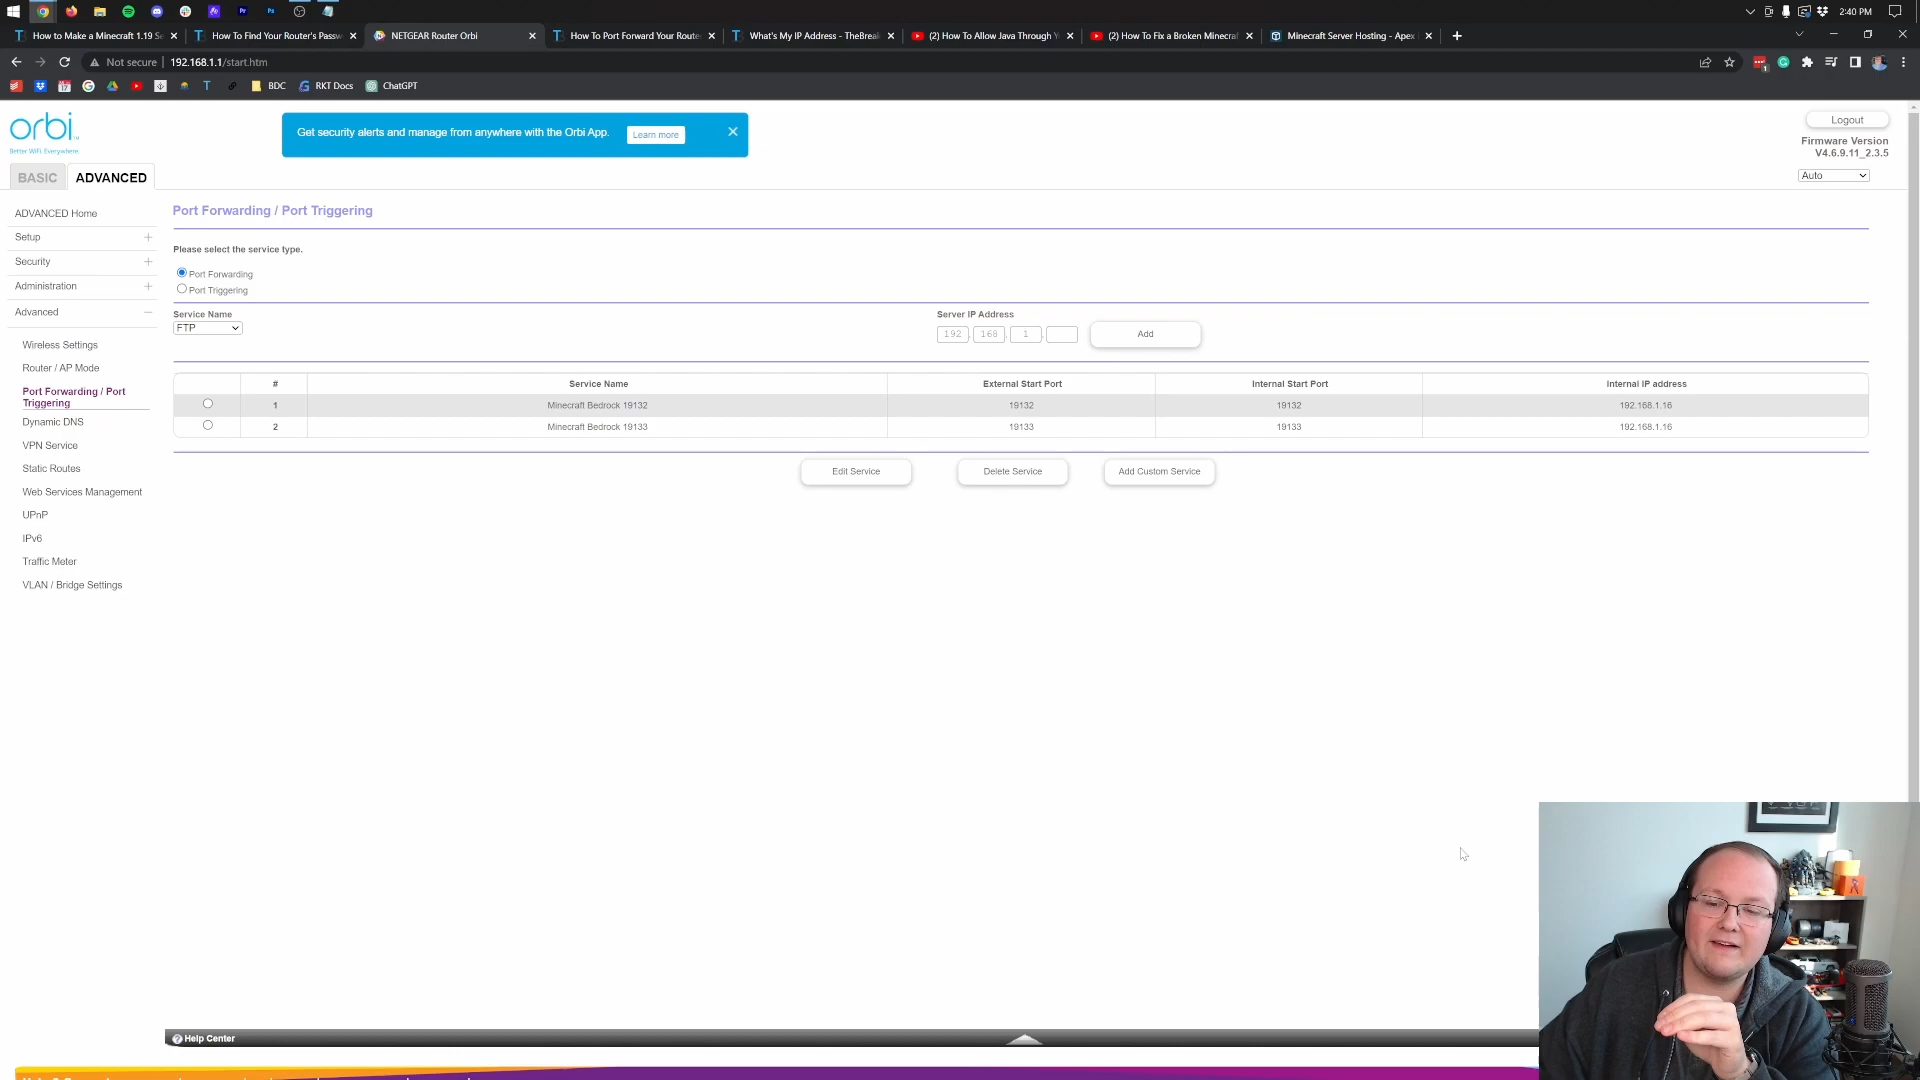 2:40 PM
How to Make a Minecraft 1.19 Se
How To Find Your Router's Passw
NETGEAR Router Orbi
How To Port Forward Your Route
What's My IP Address - TheBreak
(2) How To Allow Java Through Y
(2) How To Fix a Broken Minecraf
Minecraft Server Hosting - Apex
Not secure
192.168.1.1/start.htm
BDC
RKT Docs
ChatGPT
orbi
Better WiFi. Everywhere.
Get security alerts and manage from anywhere with the Orbi App.
Learn more
Logout
Firmware Version
V4.6.9.11_2.3.5
Auto
BASIC
ADVANCED
ADVANCED Home
Setup
Security
Administration
Advanced
Wireless Settings
Router / AP Mode
Port Forwarding / Port
Triggering
Dynamic DNS
VPN Service
Static Routes
Web Services Management
UPnP
IPv6
Traffic Meter
VLAN / Bridge Settings
Port Forwarding / Port Triggering
Please select the service type.
Port Forwarding
Port Triggering
Service Name
FTP
Server IP Address
192 168 1
Add
# Service Name External Start Port Internal Start Port Internal IP address
1 Minecraft Bedrock 19132 19132 19132 192.168.1.16
2 Minecraft Bedrock 19133 19133 19133 192.168.1.16
Edit Service
Delete Service
Add Custom Service
Help Center